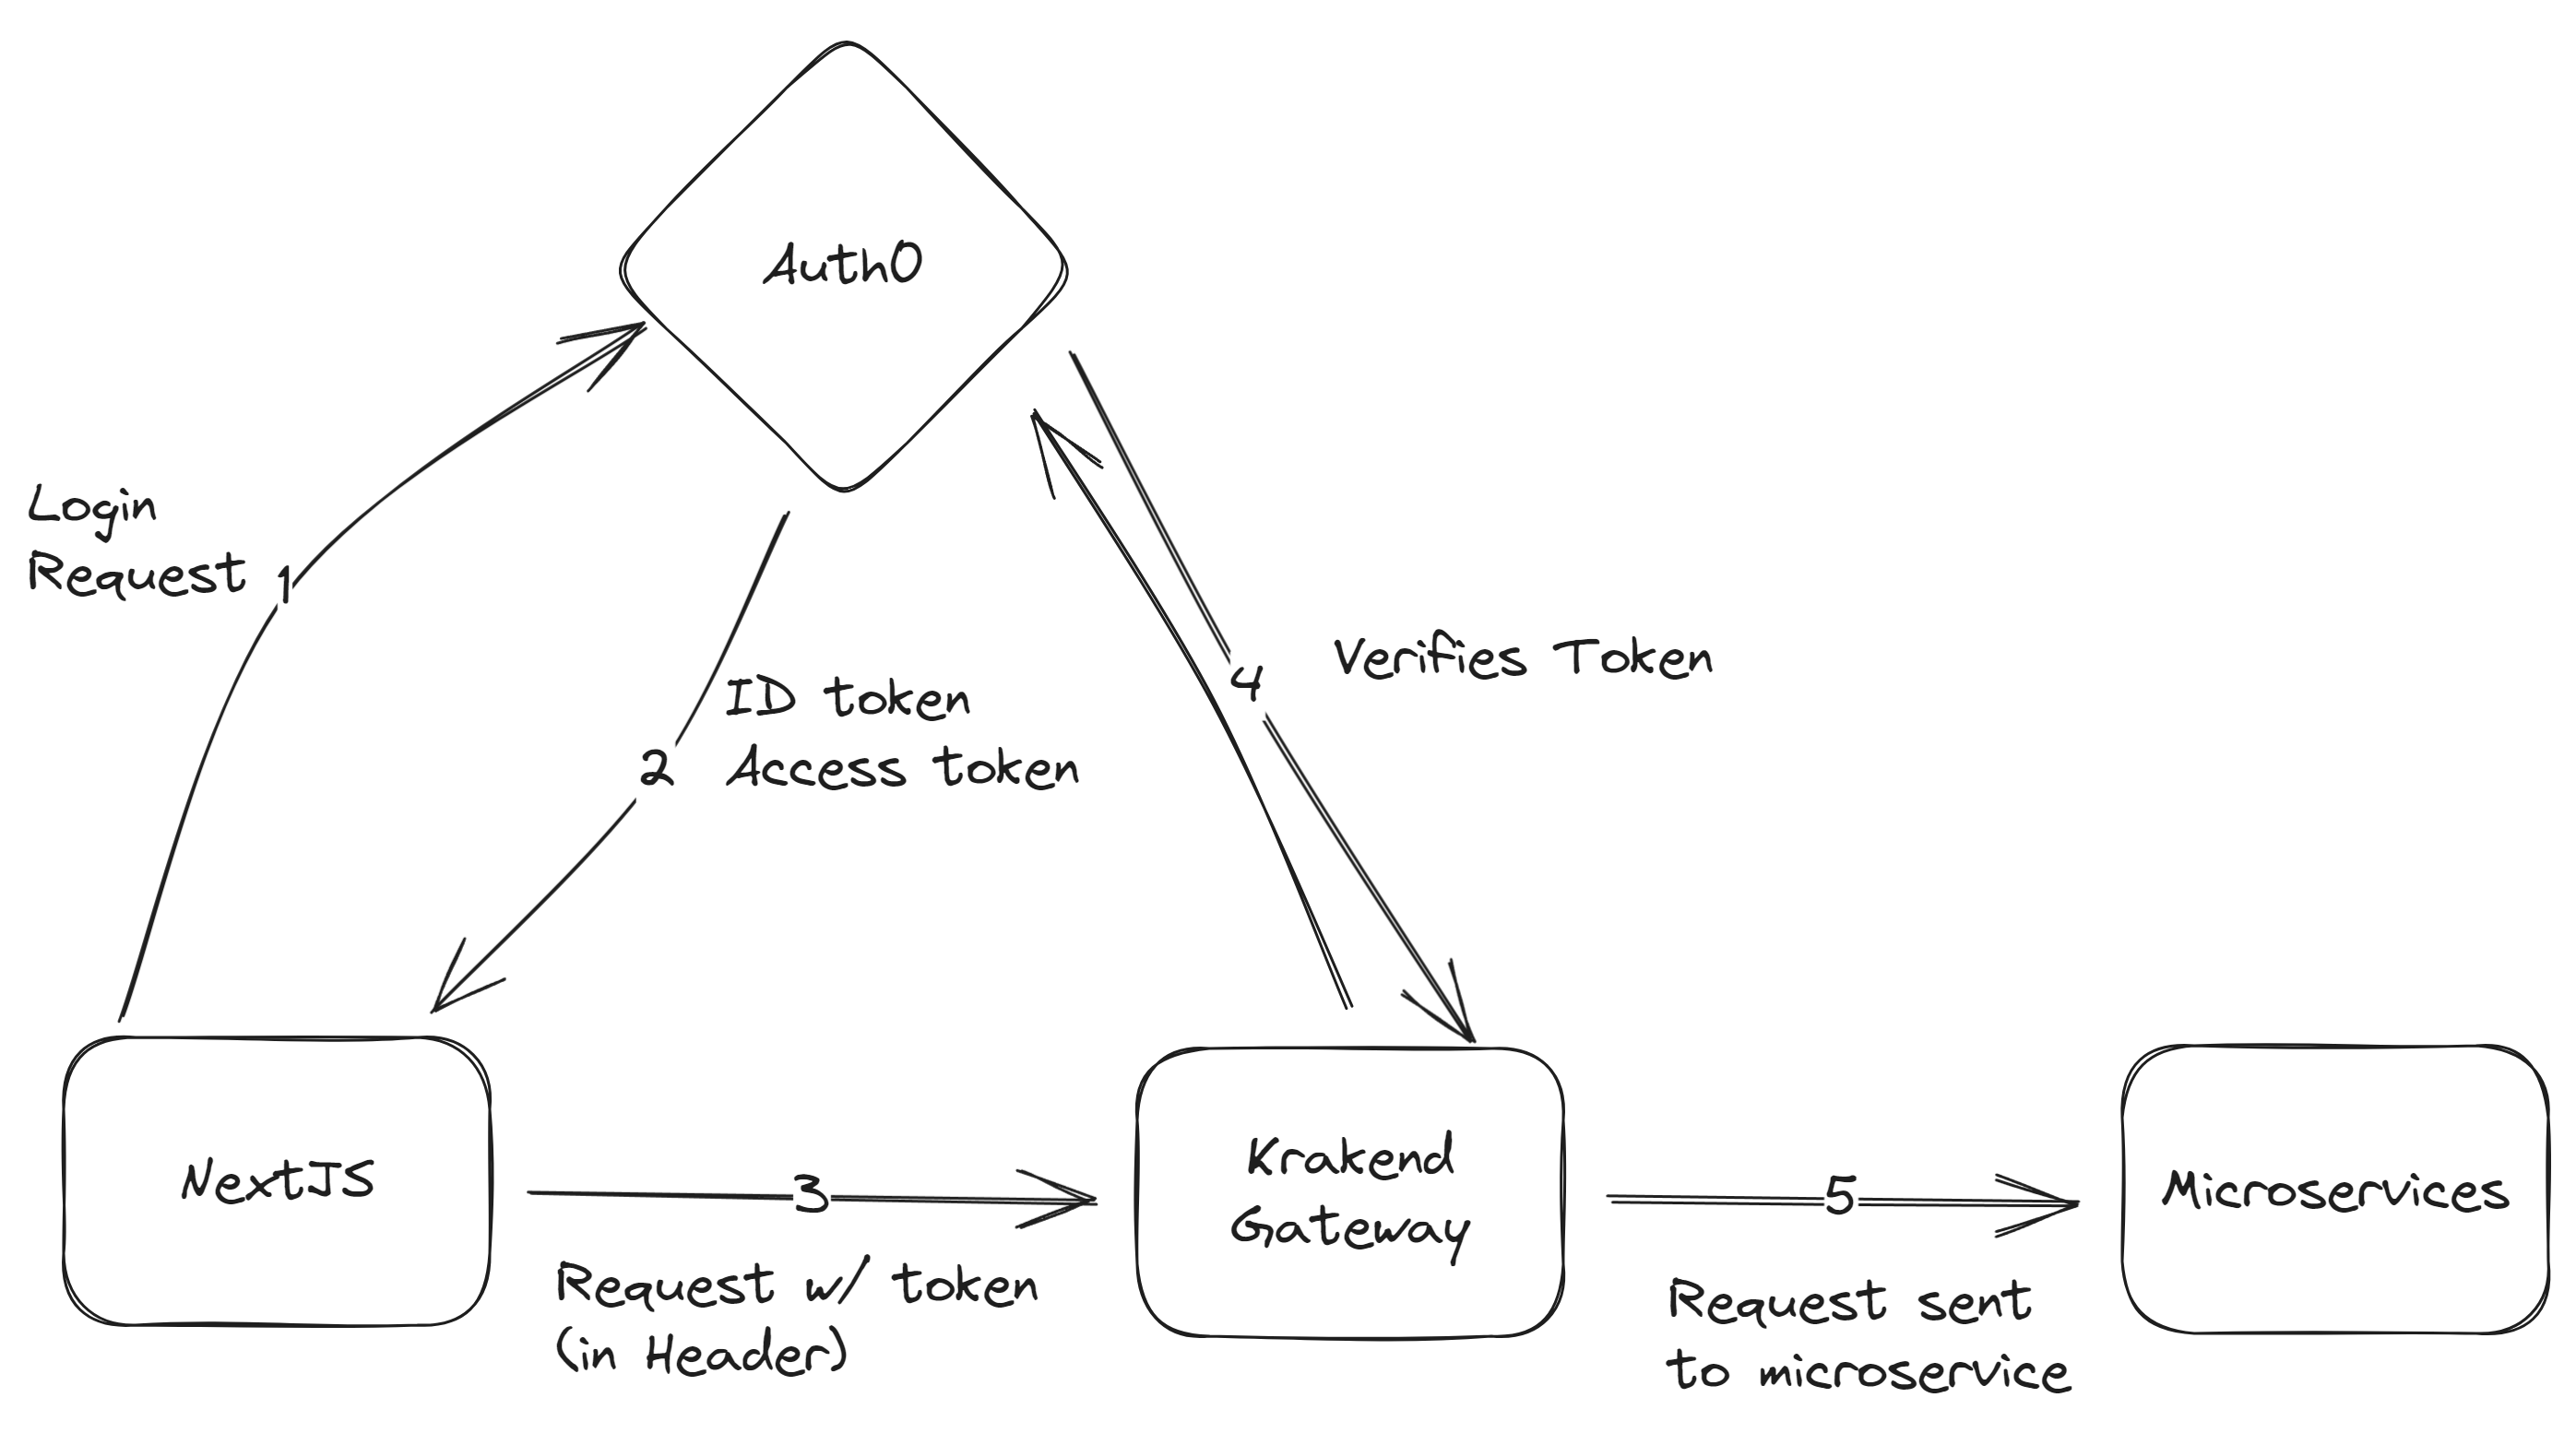 Auth0
Login
Request
1
ID token
2
Access token
4
Verifies Token
NextJS
3
Request w/ token
(in Header)
Krakend
Gateway
5
Request sent
to microservice
Microservices